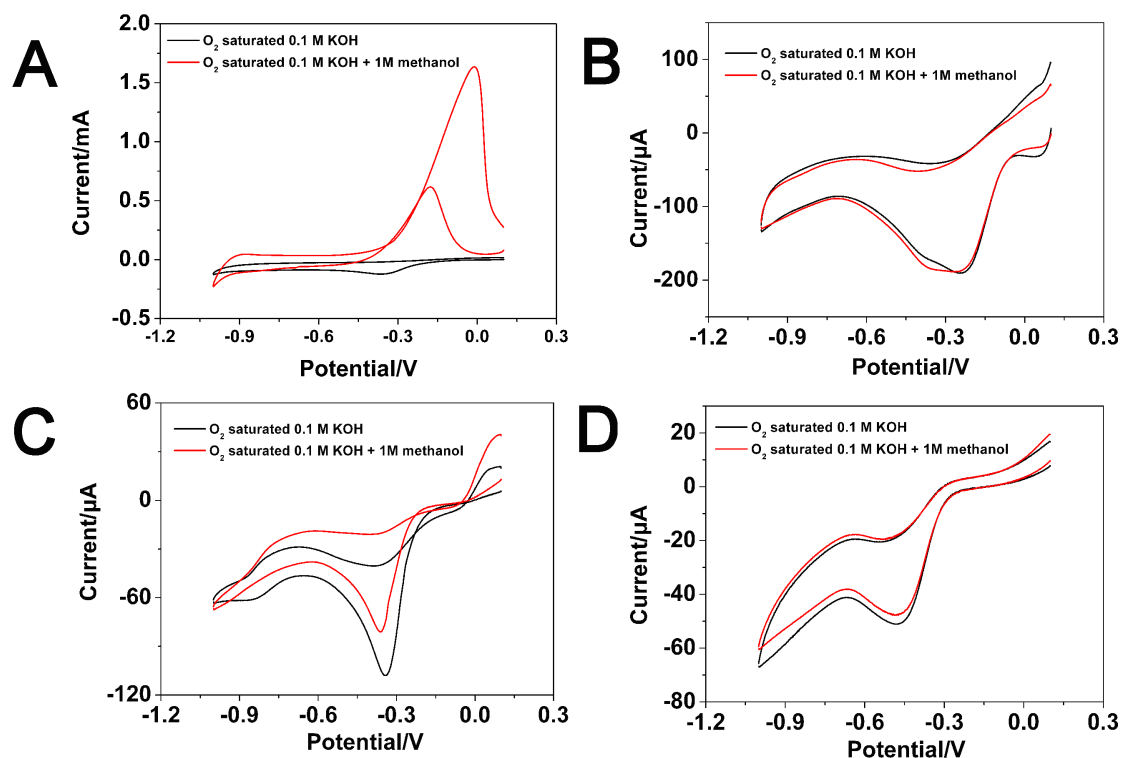 A
2.0
1.5
1.0
0.5
0.0
-0.5
Current/mA
O₂ saturated 0.1 M KOH
O₂ saturated 0.1 M KOH + 1M methanol
-1.2 -0.9 -0.6 -0.3 0.0 0.3
Potential/V
B
100
0
-100
-200
Current/µA
O₂ saturated 0.1 M KOH
O₂ saturated 0.1 M KOH + 1M methanol
-1.2 -0.9 -0.6 -0.3 0.0 0.3
Potential/V
C
60
0
-60
-120
Current/µA
O₂ saturated 0.1 M KOH
O₂ saturated 0.1 M KOH + 1M methanol
-1.2 -0.9 -0.6 -0.3 0.0 0.3
Potential/V
D
20
0
-20
-40
-60
-80
Current/µA
O₂ saturated 0.1 M KOH
O₂ saturated 0.1 M KOH + 1M methanol
-1.2 -0.9 -0.6 -0.3 0.0 0.3
Potential/V